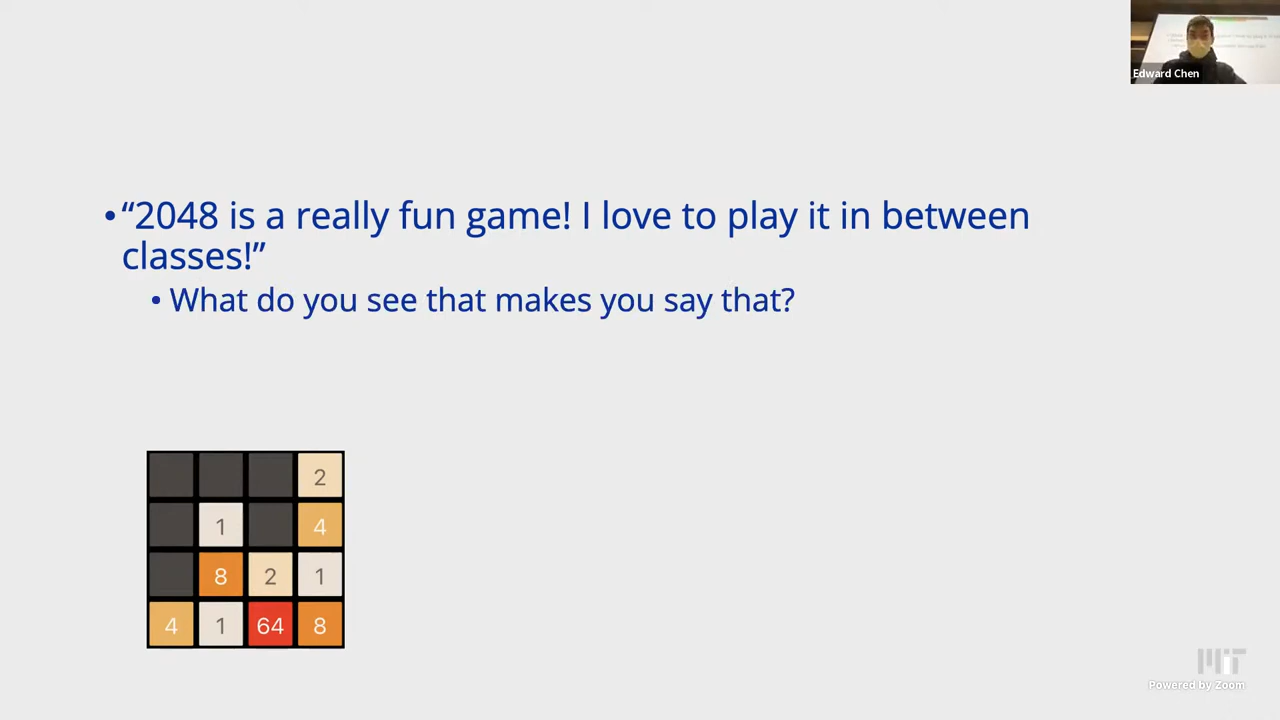 Edward Chen
•“2048 is a really fun game! I love to play it in between
classes!”
• What do you see that makes you say that?
2
1 4
8 2 1
4 1 64 8
MIT
Powered by Zoom